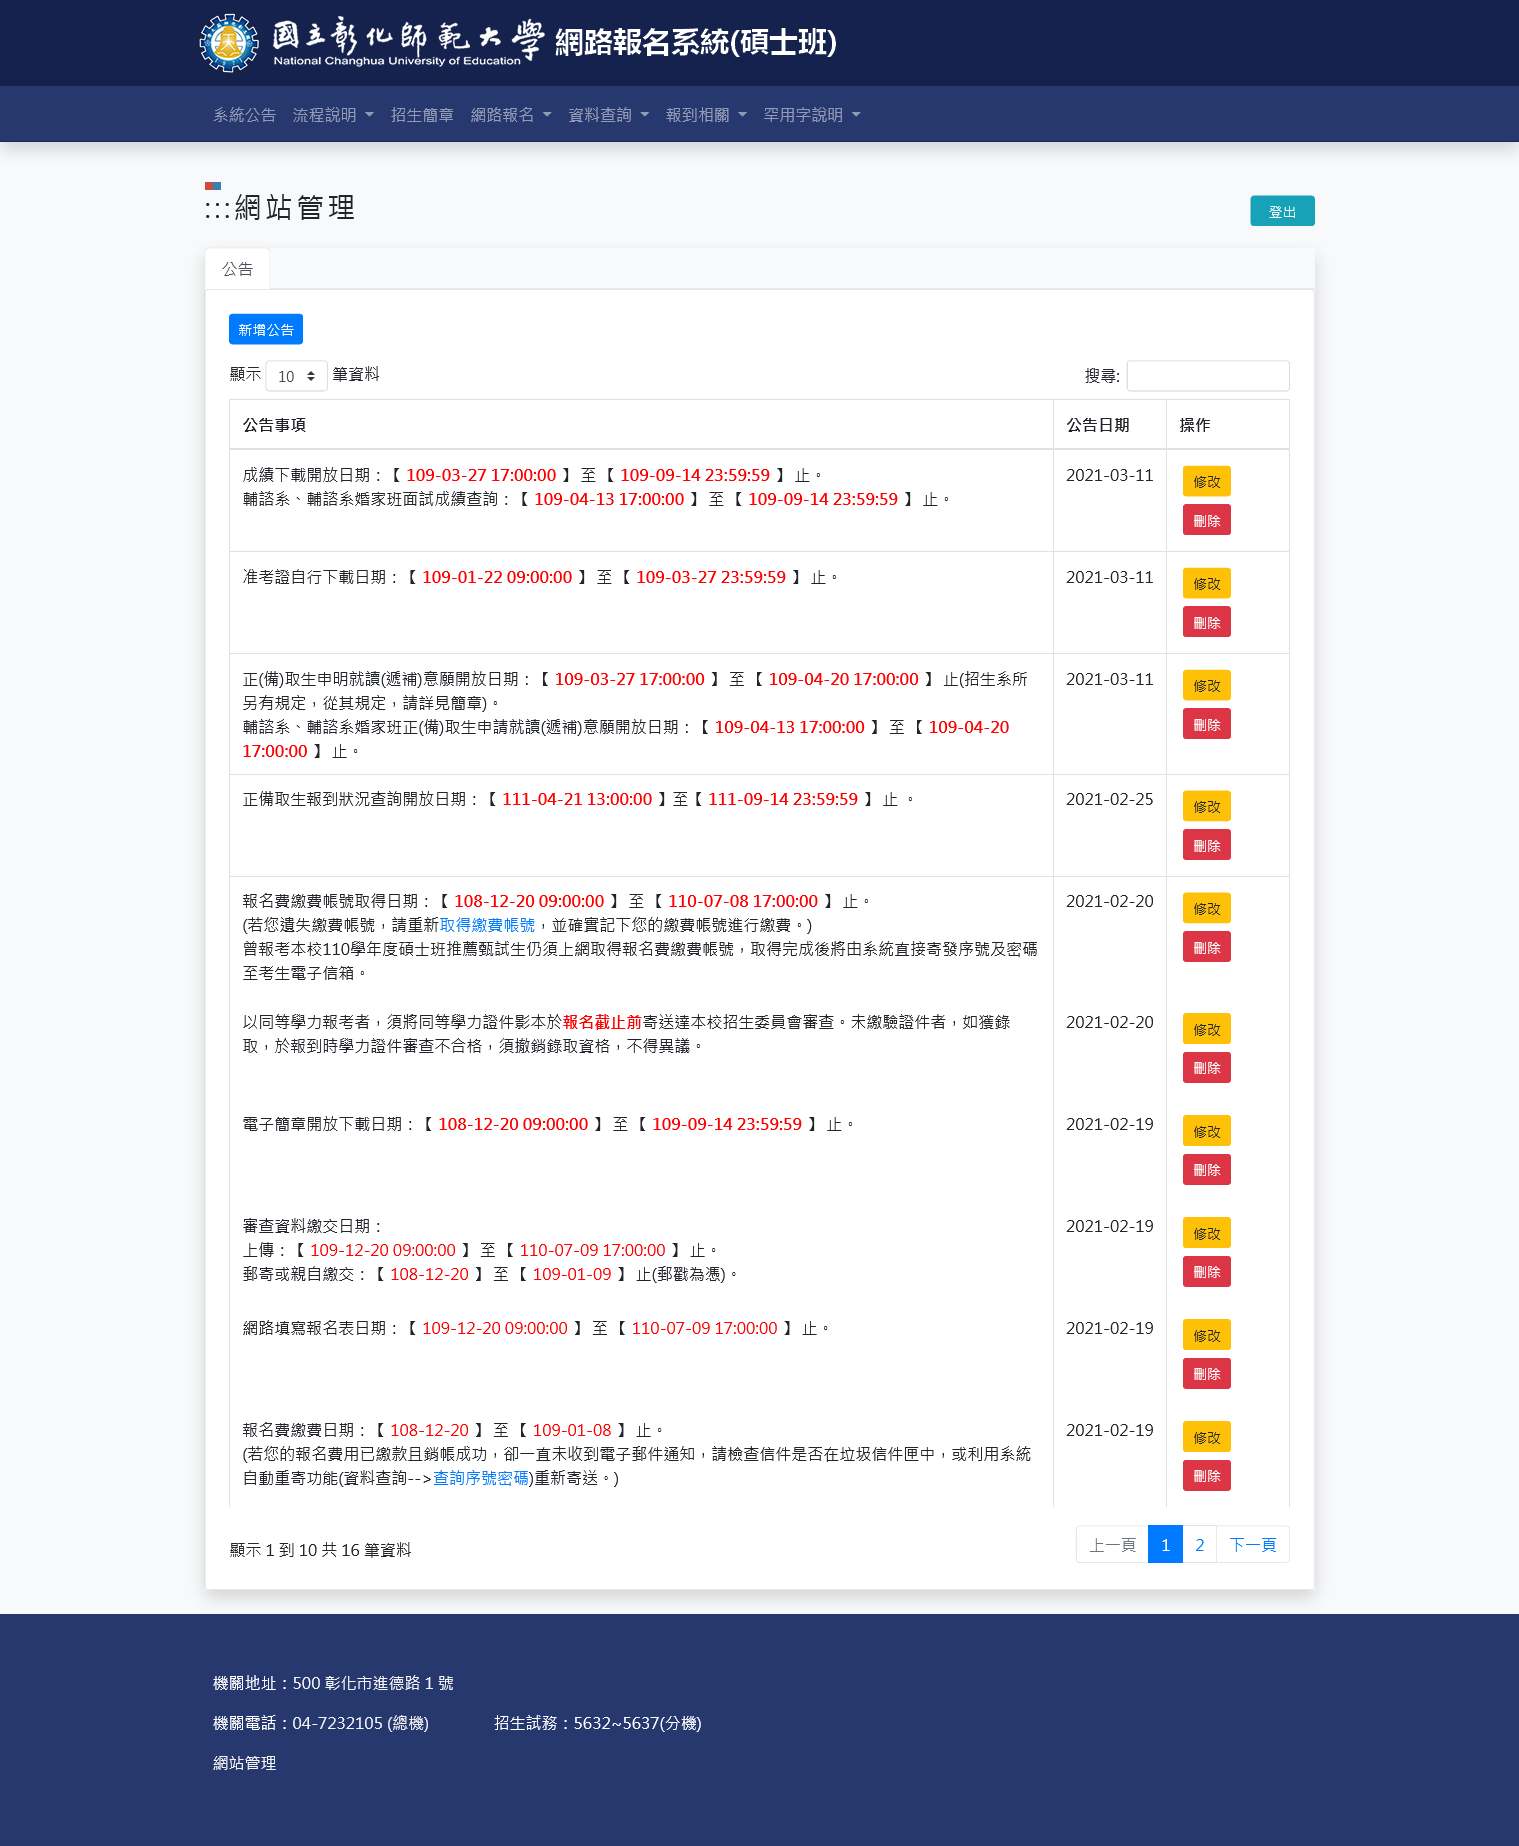 國立彰化師範大學 網路報名系統(碩士班)
National Changhua University of Education
系統公告 流程說明 招生簡章 網路報名 資料查詢 報到相關 罕用字說明
:::網站管理
登出
公告
新增公告
顯示 10 筆資料 搜尋:
公告事項 公告日期 操作
成績下載開放日期：【 109-03-27 17:00:00 】 至 【 109-09-14 23:59:59 】 止。 2021-03-11 修改
輔諮系、輔諮系婚家班面試成績查詢：【 109-04-13 17:00:00 】 至 【 109-09-14 23:59:59 】 止。
刪除
准考證自行下載日期：【 109-01-22 09:00:00 】 至 【 109-03-27 23:59:59 】 止。 2021-03-11 修改
刪除
正(備)取生申明就讀(遞補)意願開放日期：【 109-03-27 17:00:00 】 至 【 109-04-20 17:00:00 】 止(招生系所 2021-03-11 修改
另有規定，從其規定，請詳見簡章)。
輔諮系、輔諮系婚家班正(備)取生申請就讀(遞補)意願開放日期：【 109-04-13 17:00:00 】 至 【 109-04-20 刪除
17:00:00 】 止。
正備取生報到狀況查詢開放日期：【 111-04-21 13:00:00 】至【 111-09-14 23:59:59 】 止 。 2021-02-25 修改
刪除
報名費繳費帳號取得日期：【 108-12-20 09:00:00 】 至 【 110-07-08 17:00:00 】 止。 2021-02-20 修改
(若您遺失繳費帳號，請重新取得繳費帳號，並確實記下您的繳費帳號進行繳費。)
曾報考本校110學年度碩士班推薦甄試生仍須上網取得報名費繳費帳號，取得完成後將由系統直接寄發序號及密碼 刪除
至考生電子信箱。
以同等學力報考者，須將同等學力證件影本於報名截止前寄送達本校招生委員會審查。未繳驗證件者，如獲錄 2021-02-20 修改
取，於報到時學力證件審查不合格，須撤銷錄取資格，不得異議。
刪除
電子簡章開放下載日期：【 108-12-20 09:00:00 】 至 【 109-09-14 23:59:59 】 止。 2021-02-19 修改
刪除
審查資料繳交日期： 2021-02-19 修改
上傳：【 109-12-20 09:00:00 】 至 【 110-07-09 17:00:00 】 止。
郵寄或親自繳交：【 108-12-20 】 至 【 109-01-09 】 止(郵戳為憑)。 刪除
網路填寫報名表日期：【 109-12-20 09:00:00 】 至 【 110-07-09 17:00:00 】 止。 2021-02-19 修改
刪除
報名費繳費日期：【 108-12-20 】 至 【 109-01-08 】 止。 2021-02-19 修改
(若您的報名費用已繳款且銷帳成功，卻一直未收到電子郵件通知，請檢查信件是否在垃圾信件匣中，或利用系統
自動重寄功能(資料查詢-->查詢序號密碼)重新寄送。) 刪除
顯示 1 到 10 共 16 筆資料 上一頁 1 2 下一頁
機關地址：500 彰化市進德路 1 號
機關電話：04-7232105 (總機) 招生試務：5632~5637(分機)
網站管理